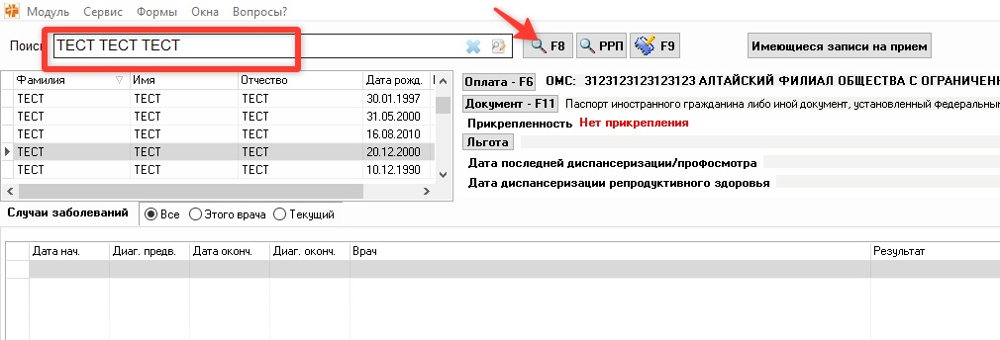 Модуль Сервис Формы Окна Вопросы?
Поиск ТЕСТ ТЕСТ ТЕСТ F8 РРП F9 Имеющиеся записи на прием
Фамилия Имя Отчество Дата рожд.
ТЕСТ ТЕСТ ТЕСТ 30.01.1997
ТЕСТ ТЕСТ ТЕСТ 31.05.2000
ТЕСТ ТЕСТ ТЕСТ 16.08.2010
ТЕСТ ТЕСТ ТЕСТ 20.12.2000
ТЕСТ ТЕСТ ТЕСТ 10.12.1990
Оплата - F6 ОМС: 3123123123123123 АЛТАЙСКИЙ ФИЛИАЛ ОБЩЕСТВА С ОГРАНИЧЕН
Документ - F11 Паспорт иностранного гражданина либо иной документ, установленный федеральным
Прикрепленность Нет прикрепления
Льгота
Дата последней диспансеризации/профосмотра
Дата диспансеризации репродуктивного здоровья
Случаи заболеваний Все Этого врача Текущий
Дата нач. Диаг. предв. Дата оконч. Диаг. оконч. Врач Результат